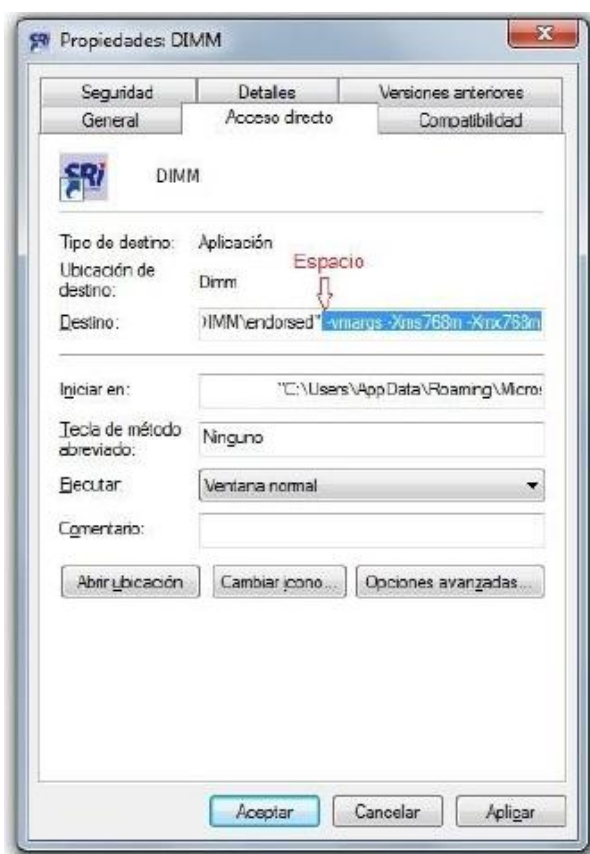 Propiedades: DIMM
Seguridad Detalles Versiones anteriores
General Acceso directo Compatibilidad
SRi DIMM
Tipo de destino: Aplicación
Espacio
Ubicación de
destino: Dimm
Destino: DIMM\endorsed" -vmargs -Xms768m -Xmx768m
Iniciar en: "C:\Users\AppData\Roaming\Micros
Tecla de método
abreviado: Ninguno
Ejecutar: Ventana normal
Comentario:
Abrir ubicación Cambiar icono... Opciones avanzadas...
Aceptar Cancelar Aplicar